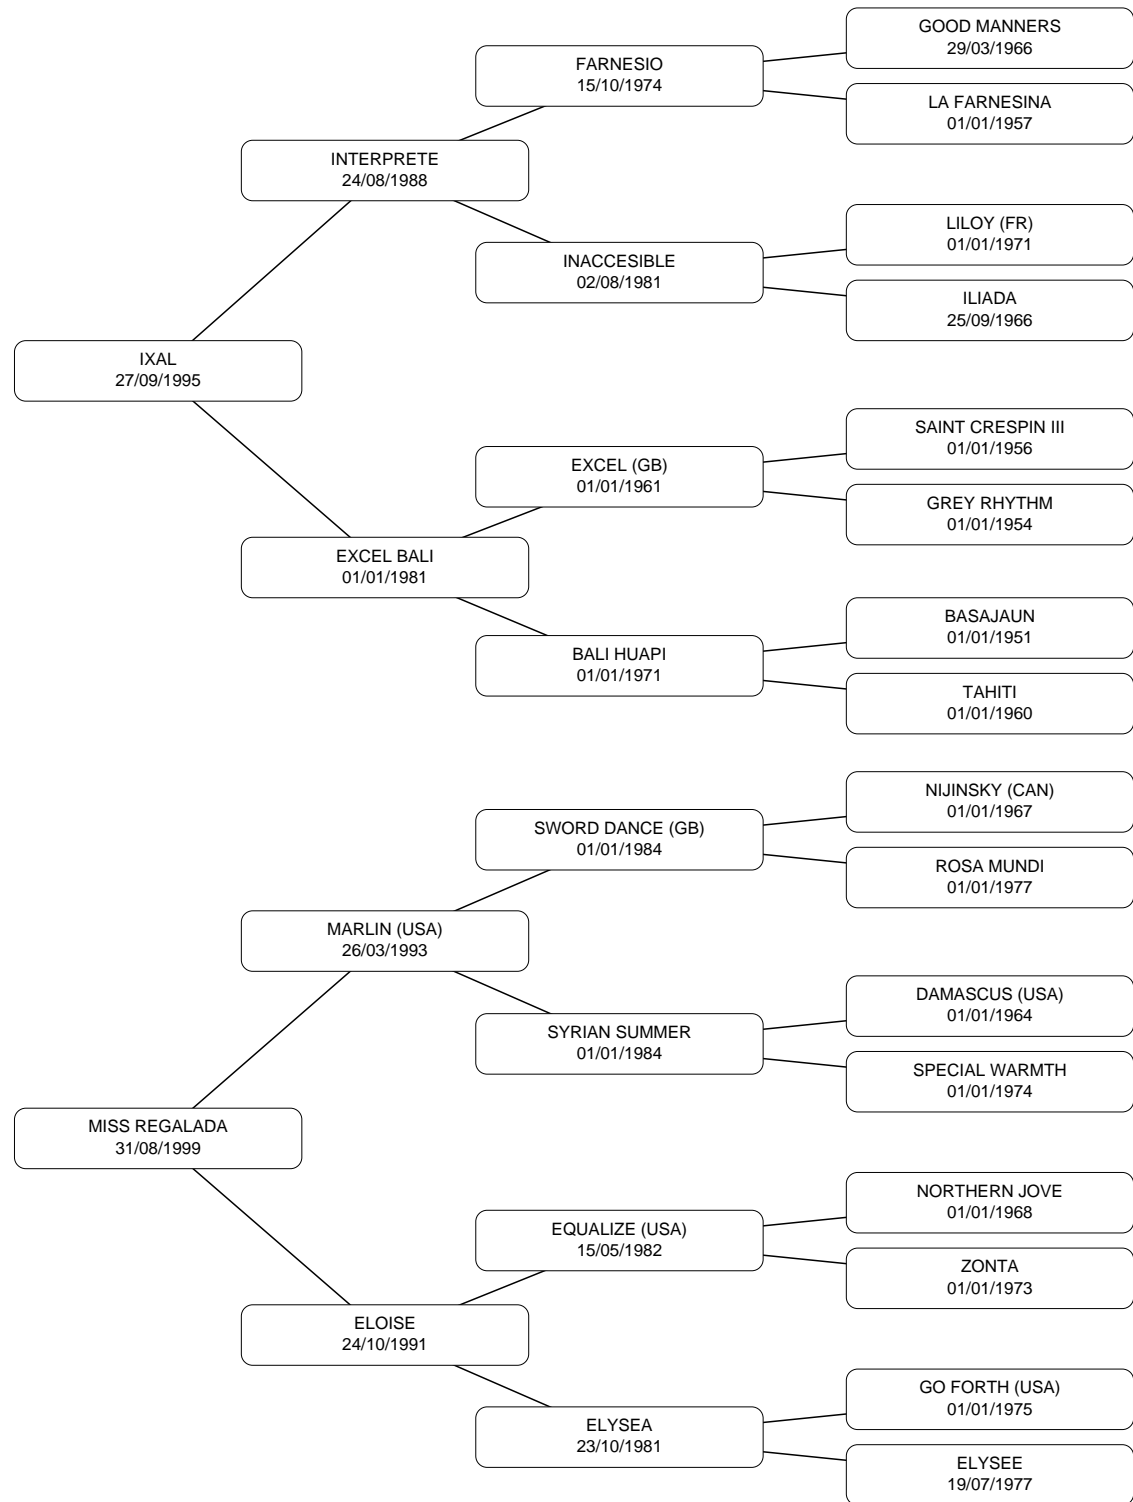 GOOD MANNERS
29/03/1966
FARNESIO
15/10/1974
LA FARNESINA
01/01/1957
INTERPRETE
24/08/1988
LILOY (FR)
01/01/1971
INACCESIBLE
02/08/1981
ILIADA
25/09/1966
IXAL
27/09/1995
SAINT CRESPIN III
01/01/1956
EXCEL (GB)
01/01/1961
GREY RHYTHM
01/01/1954
EXCEL BALI
01/01/1981
BASAJAUN
01/01/1951
BALI HUAPI
01/01/1971
TAHITI
01/01/1960
NIJINSKY (CAN)
01/01/1967
SWORD DANCE (GB)
01/01/1984
ROSA MUNDI
01/01/1977
MARLIN (USA)
26/03/1993
DAMASCUS (USA)
01/01/1964
SYRIAN SUMMER
01/01/1984
SPECIAL WARMTH
01/01/1974
MISS REGALADA
31/08/1999
NORTHERN JOVE
01/01/1968
EQUALIZE (USA)
15/05/1982
ZONTA
01/01/1973
ELOISE
24/10/1991
GO FORTH (USA)
01/01/1975
ELYSEA
23/10/1981
ELYSEE
19/07/1977